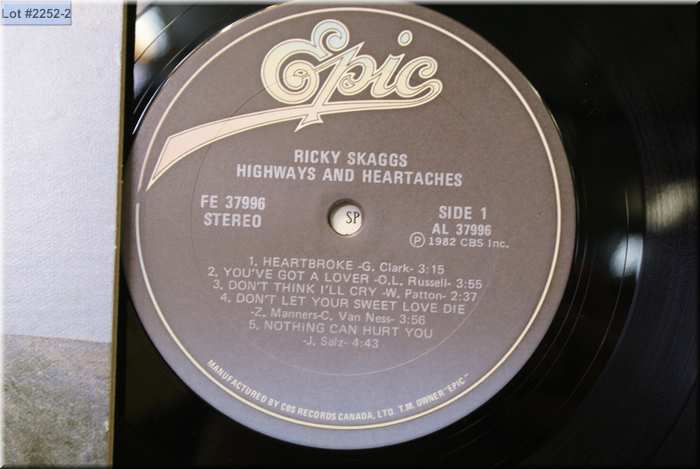 Lot #2252-2
Epic
RICKY SKAGGS
HIGHWAYS AND HEARTACHES
FE 37996
STEREO
SP
SIDE 1
AL 37996
Ⓟ 1982 CBS Inc.
1. HEARTBROKE -G. Clark- 3:15
2. YOU'VE GOT A LOVER -O.L. Russell- 3:55
3. DON'T THINK I'LL CRY -W. Patton- 2:37
4. DON'T LET YOUR SWEET LOVE DIE
-Z. Manners-C. Van Ness- 3:56
5. NOTHING CAN HURT YOU
-J. Salz- 4:43
MANUFACTURED BY CBS RECORDS CANADA, LTD. T.M. OWNER "EPIC"